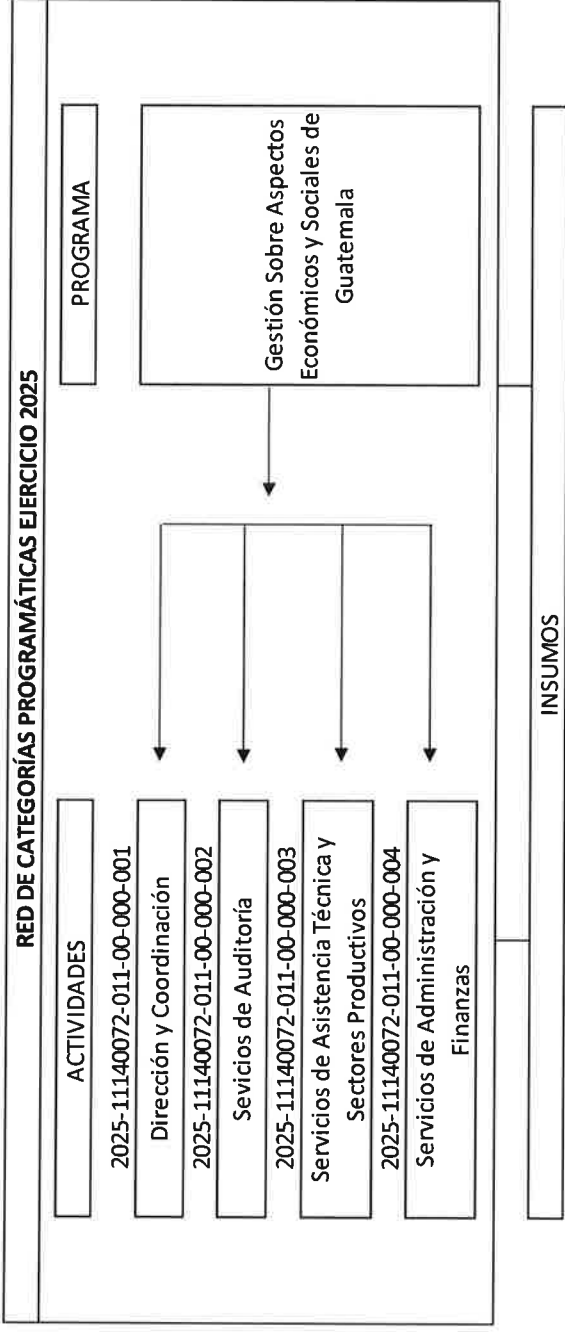 RED DE CATEGORÍAS PROGRAMÁTICAS EJERCICIO 2025
ACTIVIDADES
PROGRAMA
2025-11140072-011-00-000-001
Dirección y Coordinación
2025-11140072-011-00-000-002
Sevicios de Auditoría
2025-11140072-011-00-000-003
Servicios de Asistencia Técnica y
Sectores Productivos
2025-11140072-011-00-000-004
Servicios de Administración y
Finanzas
Gestión Sobre Aspectos
Económicos y Sociales de
Guatemala
INSUMOS